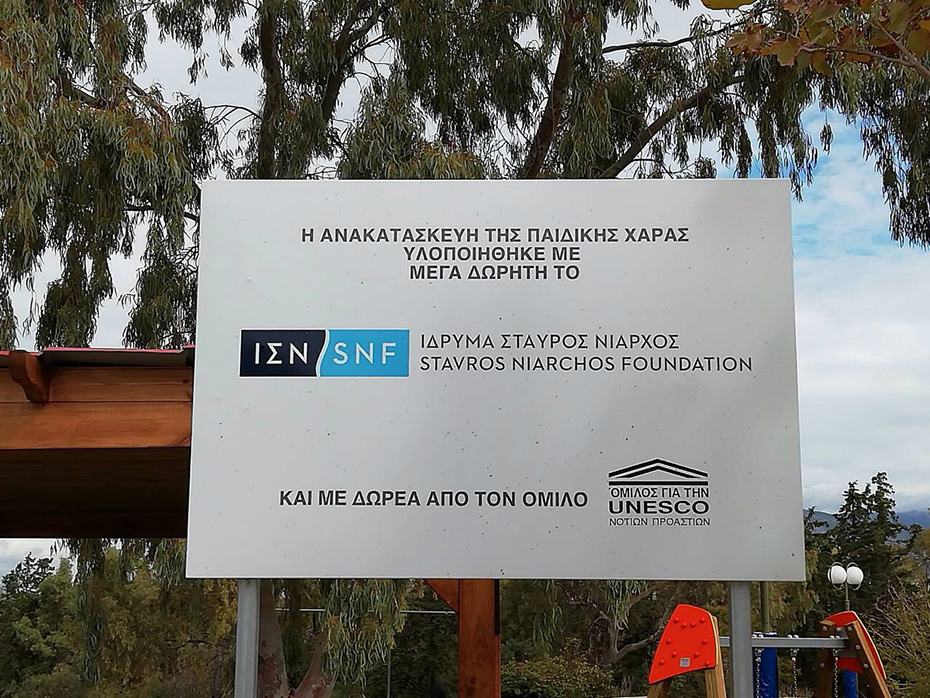 Η ΑΝΑΚΑΤΑΣΚΕΥΗ ΤΗΣ ΠΑΙΔΙΚΗΣ ΧΑΡΑΣ
ΥΛΟΠΟΙΗΘΗΚΕ ΜΕ
ΜΕΓΑ ΔΩΡΗΤΗ ΤΟ
ΙΣΝ SNF
ΙΔΡΥΜΑ ΣΤΑΥΡΟΣ ΝΙΑΡΧΟΣ
STAVROS NIARCHOS FOUNDATION
ΚΑΙ ΜΕ ΔΩΡΕΑ ΑΠΟ ΤΟΝ ΟΜΙΛΟ
ΌΜΙΛΟΣ ΓΙΑ ΤΗΝ
UNESCO
ΝΟΤΙΩΝ ΠΡΟΑΣΤΙΩΝ